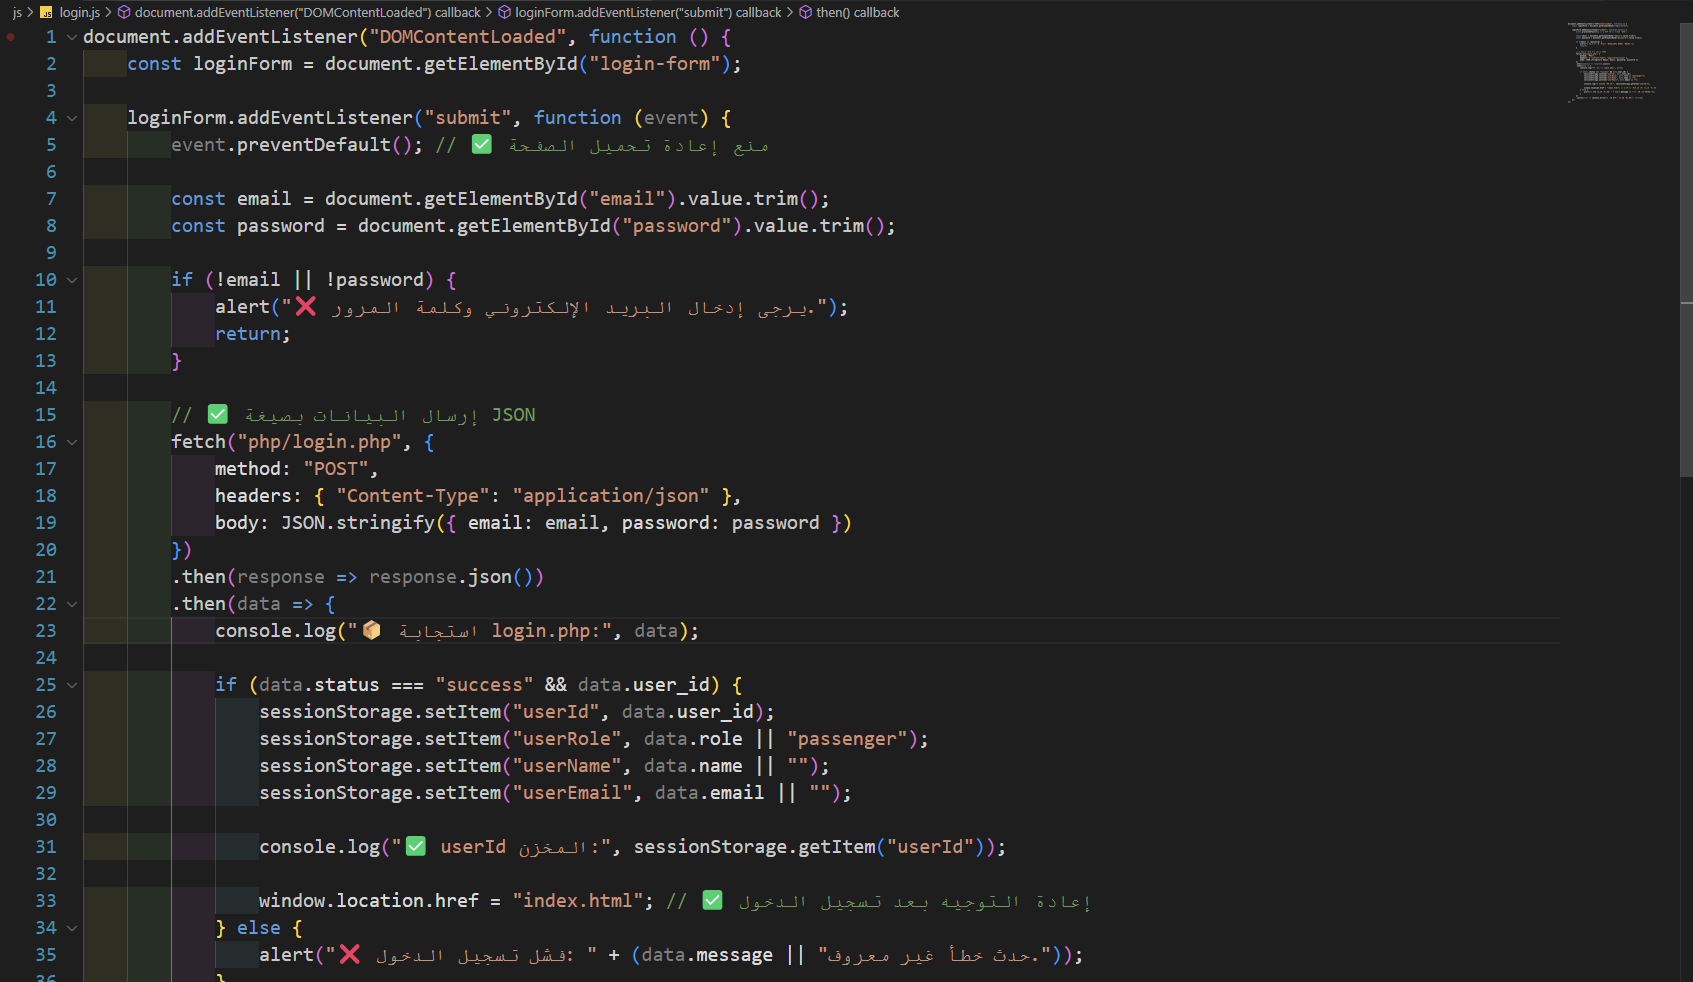 js > login.js > document.addEventListener("DOMContentLoaded") callback > loginForm.addEventListener("submit") callback > then() callback
1 document.addEventListener("DOMContentLoaded", function () {
2 const loginForm = document.getElementById("login-form");
3
4 loginForm.addEventListener("submit", function (event) {
5 event.preventDefault(); // ✅ منع إعادة تحميل الصفحة
6
7 const email = document.getElementById("email").value.trim();
8 const password = document.getElementById("password").value.trim();
9
10 if (!email || !password) {
11 alert("❌ يرجى إدخال البريد الإلكتروني وكلمة المرور.");
12 return;
13 }
14
15 // ✅ إرسال البيانات بصيغة JSON
16 fetch("php/login.php", {
17 method: "POST",
18 headers: { "Content-Type": "application/json" },
19 body: JSON.stringify({ email: email, password: password })
20 })
21 .then(response => response.json())
22 .then(data => {
23 console.log("📦 استجابة login.php:", data);
24
25 if (data.status === "success" && data.user_id) {
26 sessionStorage.setItem("userId", data.user_id);
27 sessionStorage.setItem("userRole", data.role || "passenger");
28 sessionStorage.setItem("userName", data.name || "");
29 sessionStorage.setItem("userEmail", data.email || "");
30
31 console.log("✅ userId المخزن:", sessionStorage.getItem("userId"));
32
33 window.location.href = "index.html"; // ✅ إعادة التوجيه بعد تسجيل الدخول
34 } else {
35 alert("❌ فشل تسجيل الدخول: " + (data.message || "حدث خطأ غير معروف."));
36 }